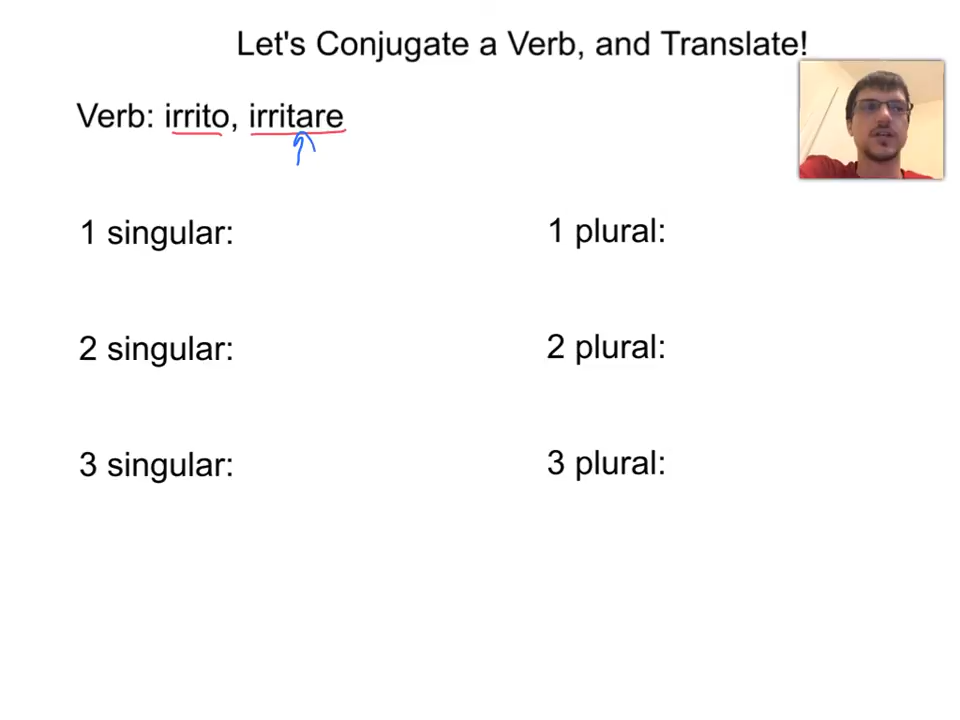 Let's Conjugate a Verb, and Translate!
Verb: irrito, irritare
1 singular:
1 plural:
2 singular:
2 plural:
3 singular:
3 plural: